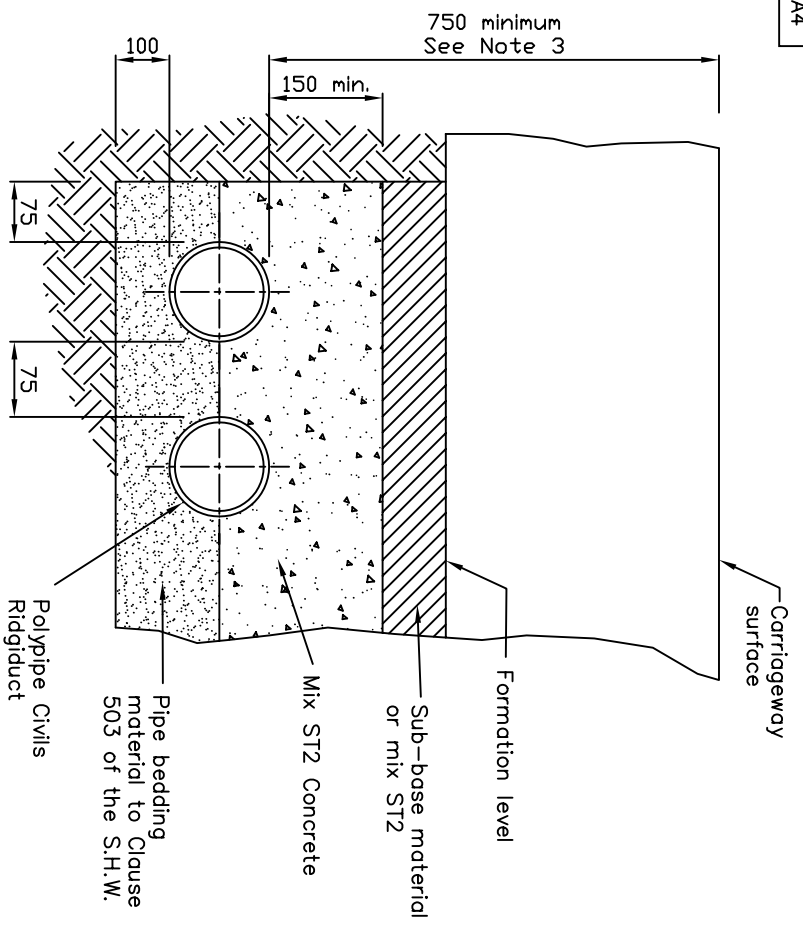 A4
750 minimum
See Note 3
100
150 min.
75
75
Carriageway
surface
Formation level
Sub-base material
or mix ST2
Mix ST2 Concrete
Pipe bedding
material to Clause
503 of the S.H.W.
Polypipe Civils
Ridgiduct